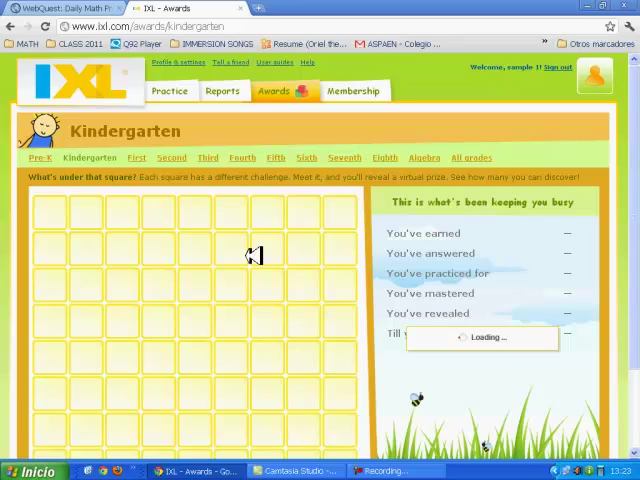 WebQuest: Daily Math Pr
IXL - Awards
www.ixl.com/awards/kindergarten
MATH
CLASS 2011
Q92 Player
IMMERSION SONGS
Resume (Oriel the...
ASPAEN - Colegio ...
»
Otros marcadores
IXL
Profile & settings
Tell a friend
User guides
Help
Welcome, sample 1! Sign out
Practice
Reports
Awards
Membership
Kindergarten
Pre-K Kindergarten First Second Third Fourth Fifth Sixth Seventh Eighth Algebra All grades
What's under that square? Each square has a different challenge. Meet it, and you'll reveal a virtual prize. See how many you can discover!
This is what's been keeping you busy
You've earned —
You've answered —
You've practiced for —
You've mastered —
You've revealed —
Till —
Loading ...
Inicio
IXL - Awards - Go...
Camtasia Studio -...
Recording...
13:23